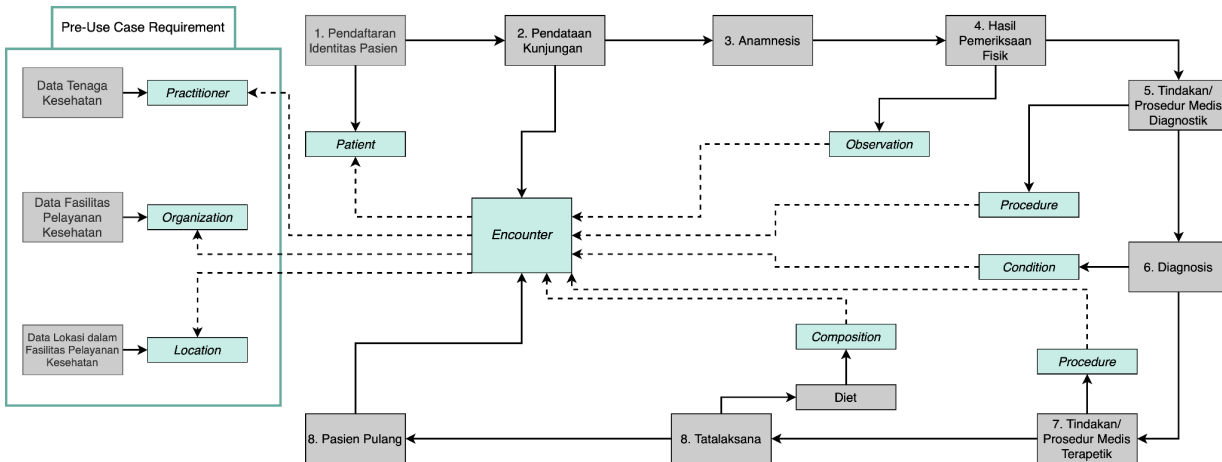 Pre-Use Case Requirement
Data Tenaga
Kesehatan
Practitioner
Data Fasilitas
Pelayanan
Kesehatan
Organization
Data Lokasi dalam
Fasilitas Pelayanan
Kesehatan
Location
1. Pendaftaran
Identitas Pasien
2. Pendataan
Kunjungan
3. Anamnesis
4. Hasil
Pemeriksaan
Fisik
5. Tindakan/
Prosedur Medis
Diagnostik
Patient
Observation
Procedure
Encounter
Condition
6. Diagnosis
Composition
Procedure
Diet
8. Pasien Pulang
8. Tatalaksana
7. Tindakan/
Prosedur Medis
Terapetik